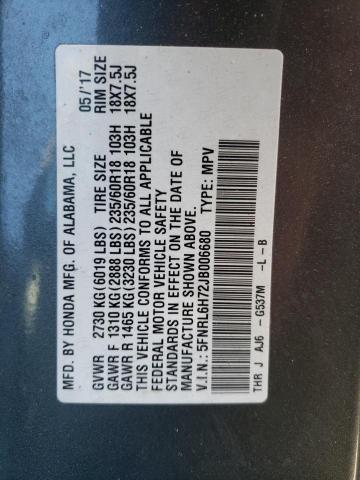 MFD. BY HONDA MFG. OF ALABAMA, LLC 05/'17
GVWR 2730 KG(6019 LBS) TIRE SIZE RIM SIZE
GAWR F 1310 KG(2888 LBS) 235/60R18 103H 18X7.5J
GAWR R 1465 KG(3230 LBS) 235/60R18 103H 18X7.5J
THIS VEHICLE CONFORMS TO ALL APPLICABLE
FEDERAL MOTOR VEHICLE SAFETY
STANDARDS IN EFFECT ON THE DATE OF
MANUFACTURE SHOWN ABOVE.
V.I.N.: 5FNRL6H72JB006680 TYPE: MPV
THR J AJ6 - G537M -L -B